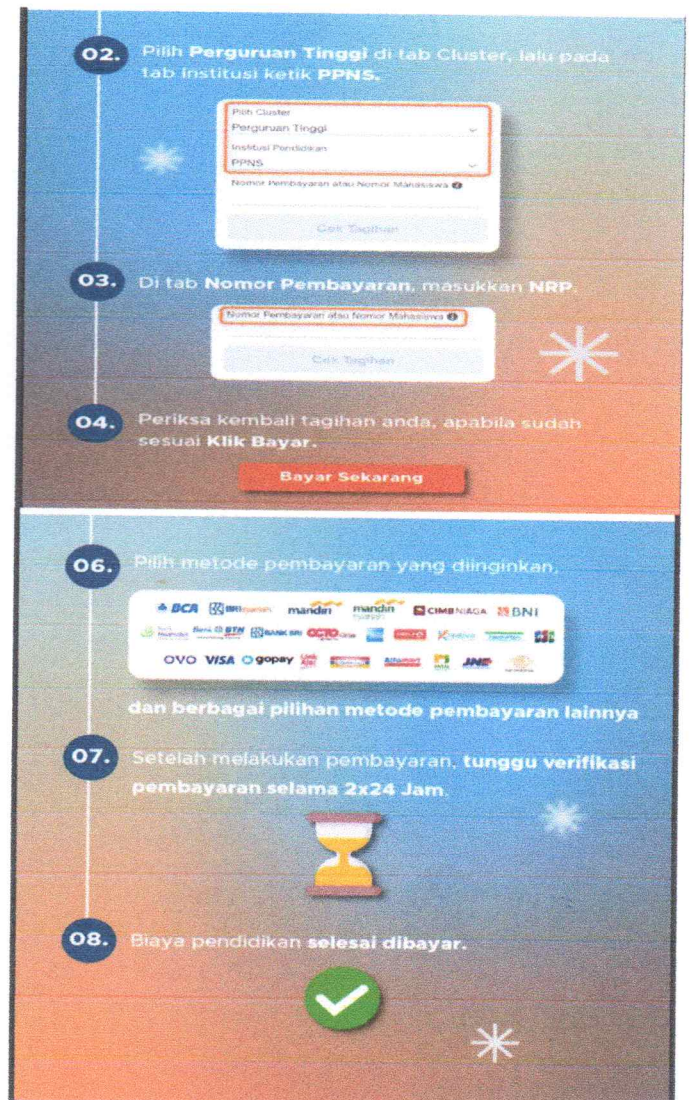 02.
Pilih Perguruan Tinggi di tab Cluster, lalu pada
tab Institusi ketik PPNS.
Pilih Cluster
Perguruan Tinggi
Institusi Pendidikan
PPNS
Nomor Pembayaran atau Nomor Mahasiswa
Cek Tagihan
03.
Di tab Nomor Pembayaran, masukkan NRP.
Nomor Pembayaran atau Nomor Mahasiswa
Cek Tagihan
04.
Periksa kembali tagihan anda, apabila sudah
sesuai Klik Bayar.
Bayar Sekarang
06.
Pilih metode pembayaran yang diinginkan,
BCA BRI mandiri mandiri CIMB NIAGA BNI
Bank BTN BANK BRI OCTO
OVO VISA gopay Link Aja! Alfamart JNE
dan berbagai pilihan metode pembayaran lainnya
07.
Setelah melakukan pembayaran, tunggu verifikasi
pembayaran selama 2x24 Jam.
08.
Biaya pendidikan selesai dibayar.